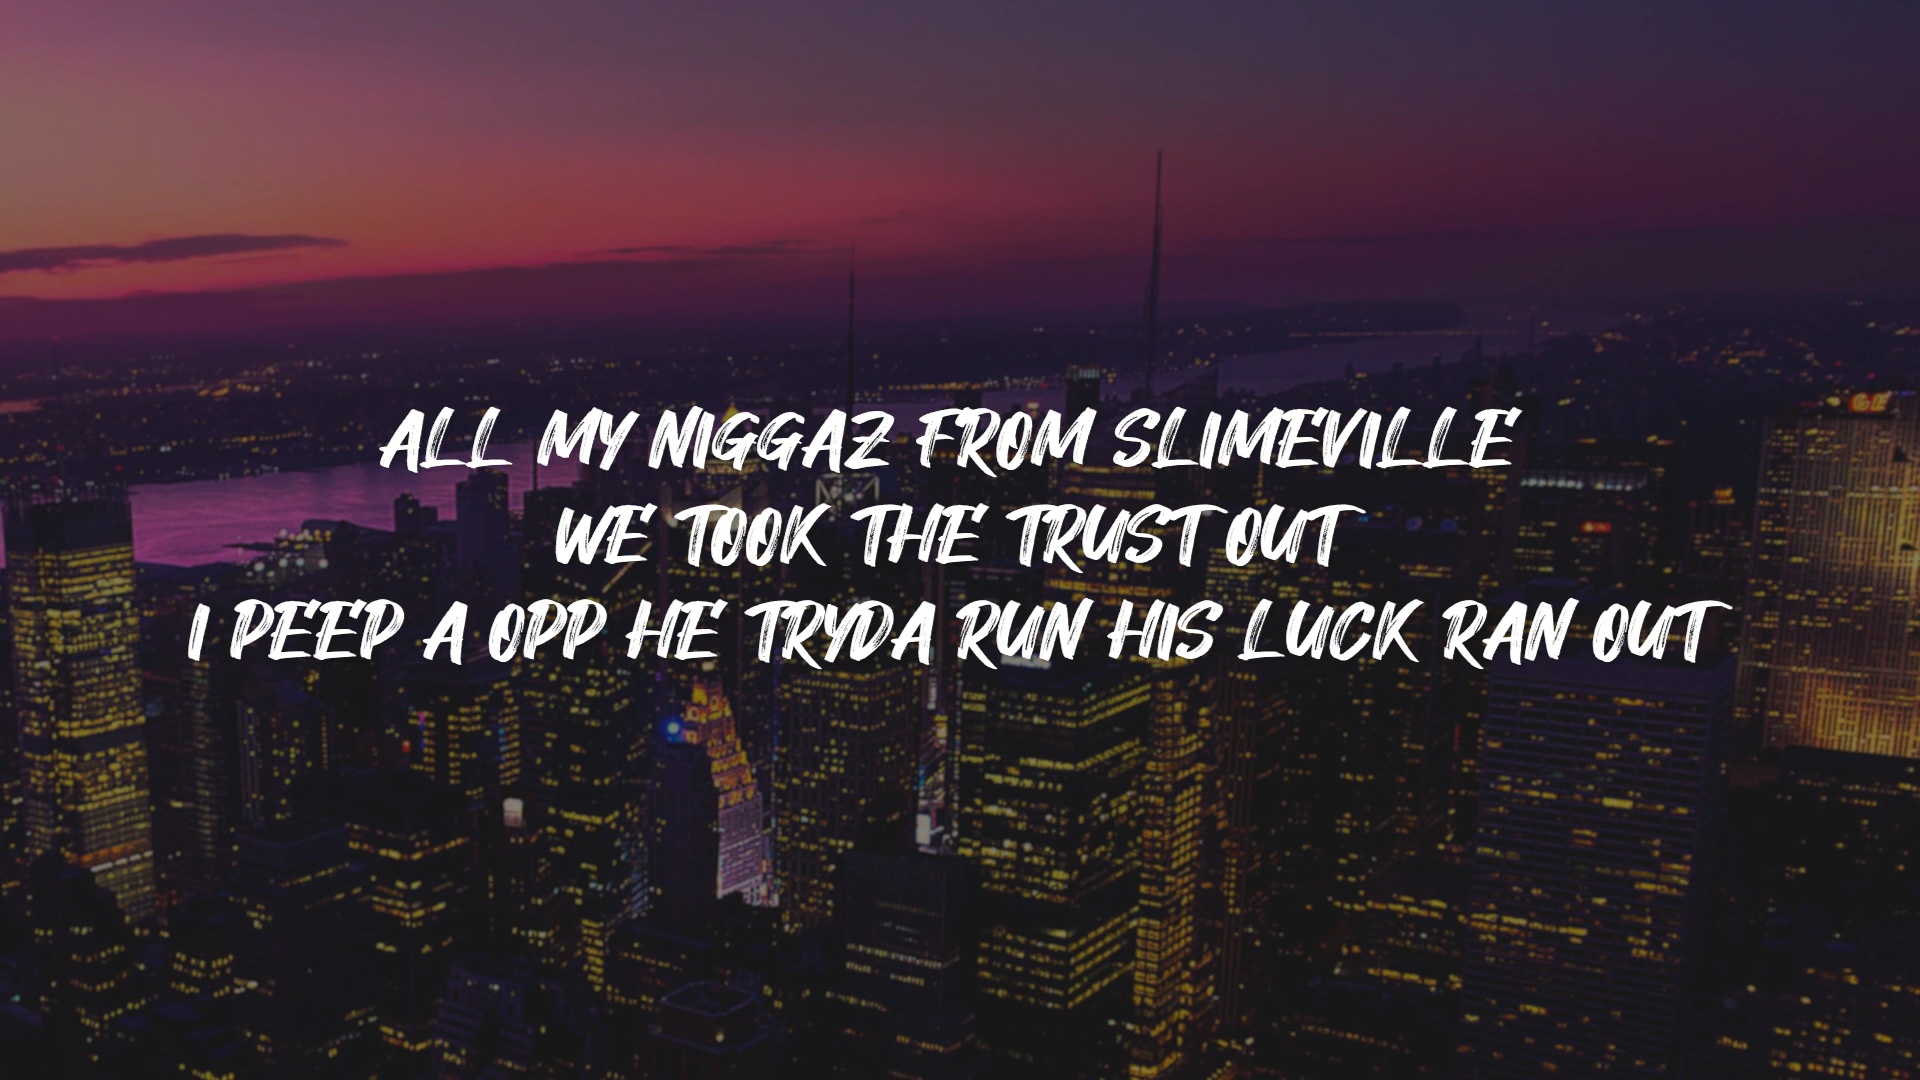 ALL MY NIGGAZ FROM SLIMEVILLE
WE TOOK THE TRUST OUT
I PEEP A OPP HE TRYDA RUN HIS LUCK RAN OUT
GE